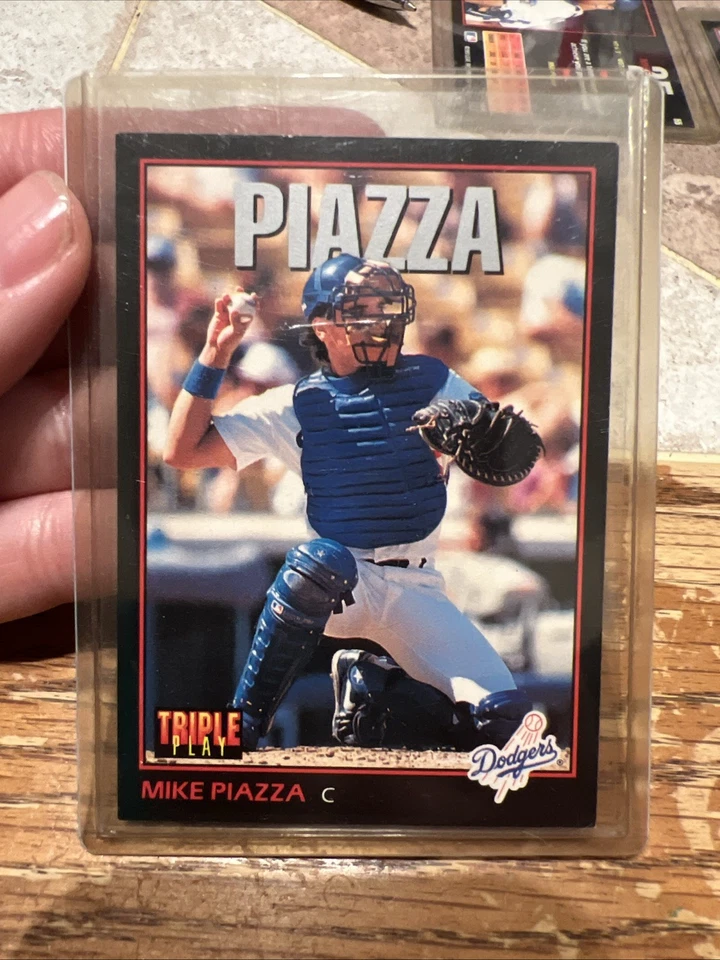 PIAZZA
TRIPLE
PLAY
Dodgers
MIKE PIAZZA C